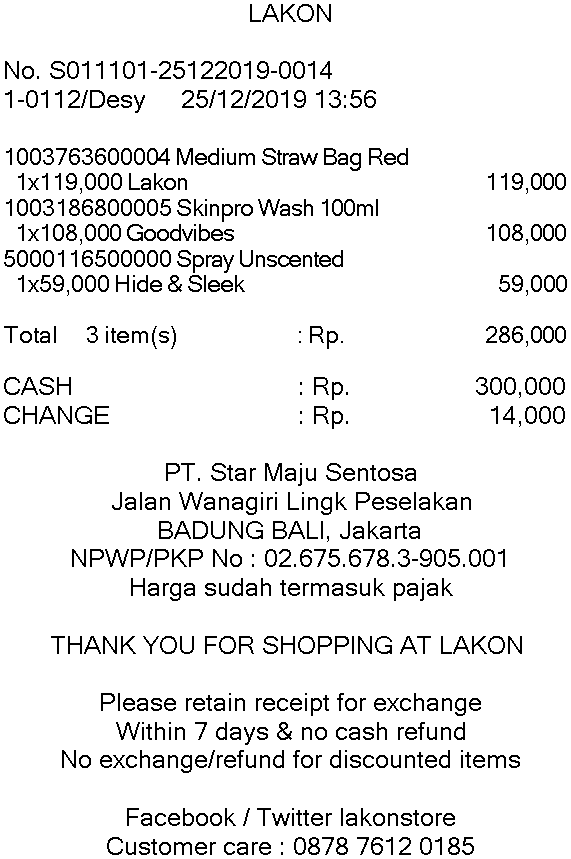 LAKON
No. S011101-25122019-0014
1-0112/Desy 25/12/2019 13:56
1003763600004 Medium Straw Bag Red
1x119,000 Lakon 119,000
1003186800005 Skinpro Wash 100ml
1x108,000 Goodvibes 108,000
5000116500000 Spray Unscented
1x59,000 Hide & Sleek 59,000
Total 3 item(s) : Rp. 286,000
CASH : Rp. 300,000
CHANGE : Rp. 14,000
PT. Star Maju Sentosa
Jalan Wanagiri Lingk Peselakan
BADUNG BALI, Jakarta
NPWP/PKP No : 02.675.678.3-905.001
Harga sudah termasuk pajak
THANK YOU FOR SHOPPING AT LAKON
Please retain receipt for exchange
Within 7 days & no cash refund
No exchange/refund for discounted items
Facebook / Twitter lakonstore
Customer care : 0878 7612 0185